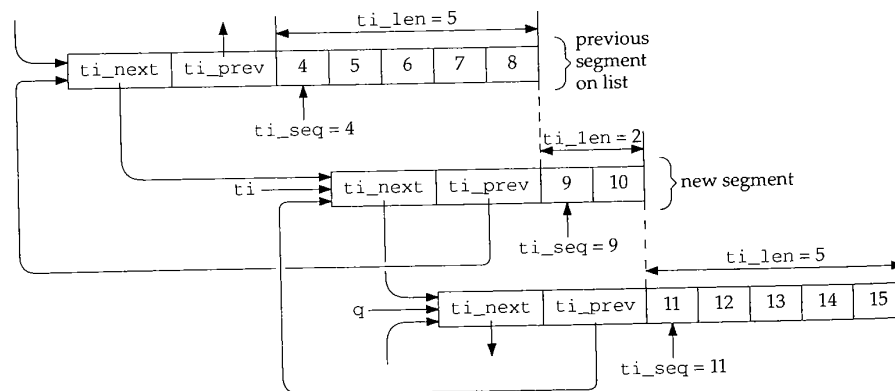 ti_len = 5
ti_next ti_prev 4 5 6 7 8
previous
segment
on list
ti_seq = 4
ti_len = 2
ti ti_next ti_prev 9 10
new segment
ti_seq = 9
ti_len = 5
q ti_next ti_prev 11 12 13 14 15
ti_seq = 11